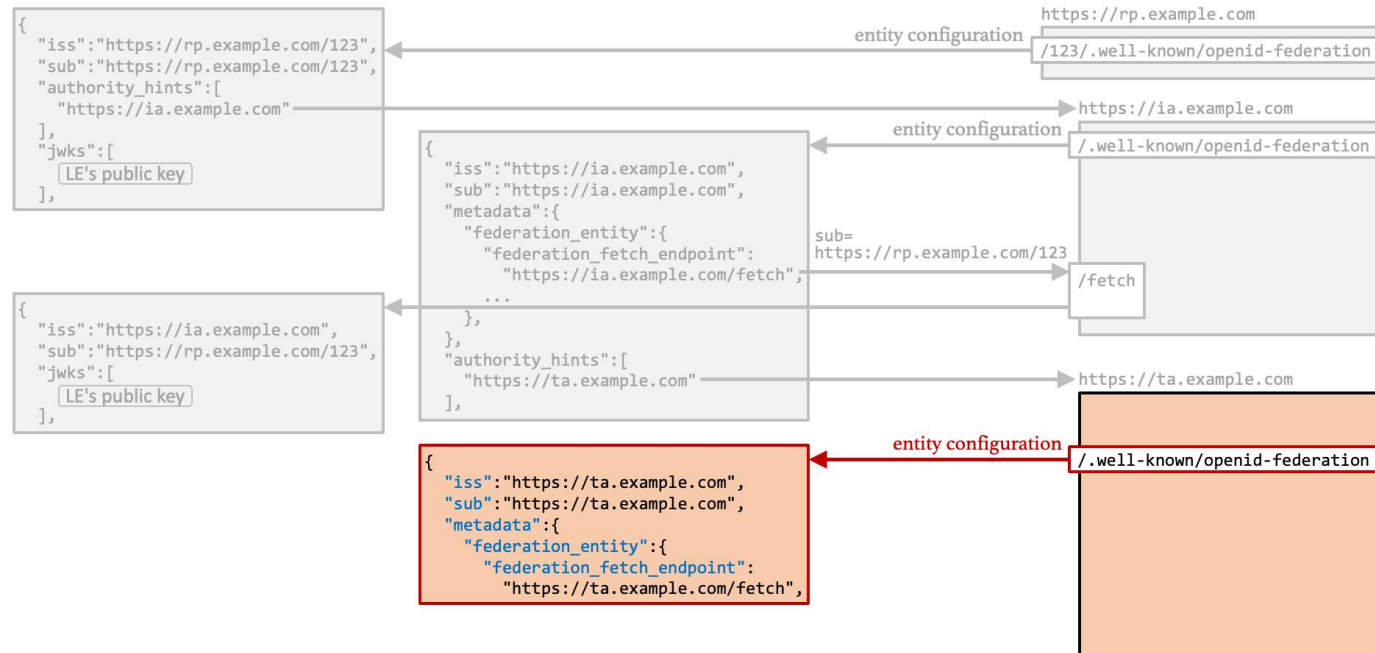 https://rp.example.com
{
"iss":"https://rp.example.com/123",
"sub":"https://rp.example.com/123",
"authority_hints":[
"https://ia.example.com"
],
"jwks":[
LE's public key
],
entity configuration
/123/.well-known/openid-federation
https://ia.example.com
entity configuration
/.well-known/openid-federation
{
"iss":"https://ia.example.com",
"sub":"https://ia.example.com",
"metadata":{
"federation_entity":{
"federation_fetch_endpoint":
"https://ia.example.com/fetch",
...
},
},
"authority_hints":[
"https://ta.example.com"
],
sub=
https://rp.example.com/123
/fetch
{
"iss":"https://ia.example.com",
"sub":"https://rp.example.com/123",
"jwks":[
LE's public key
],
https://ta.example.com
entity configuration
/.well-known/openid-federation
{
"iss":"https://ta.example.com",
"sub":"https://ta.example.com",
"metadata":{
"federation_entity":{
"federation_fetch_endpoint":
"https://ta.example.com/fetch",